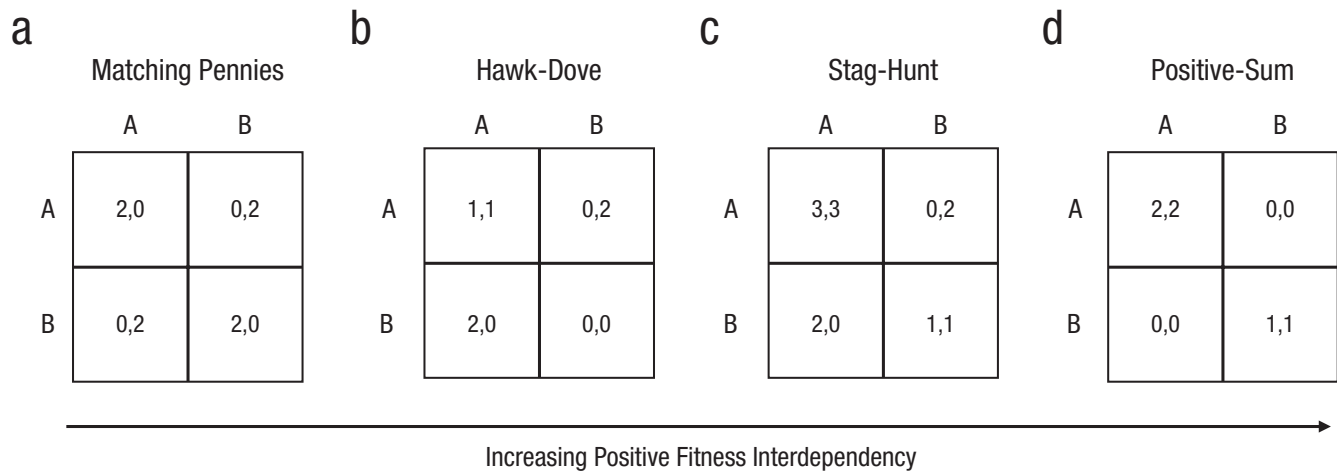 a b c d
Matching Pennies Hawk-Dove Stag-Hunt Positive-Sum
A B A B A B A B
A 2,0 0,2 A 1,1 0,2 A 3,3 0,2 A 2,2 0,0
B 0,2 2,0 B 2,0 0,0 B 2,0 1,1 B 0,0 1,1
Increasing Positive Fitness Interdependency